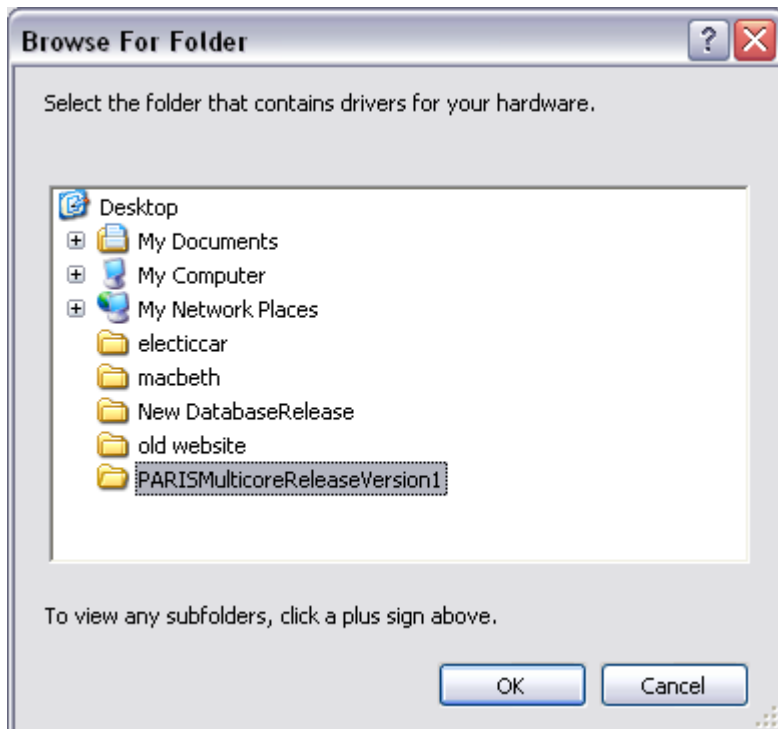 Browse For Folder
Select the folder that contains drivers for your hardware.
Desktop
My Documents
My Computer
My Network Places
electiccar
macbeth
New DatabaseRelease
old website
PARISMulticoreReleaseVersion1
To view any subfolders, click a plus sign above.
OK Cancel